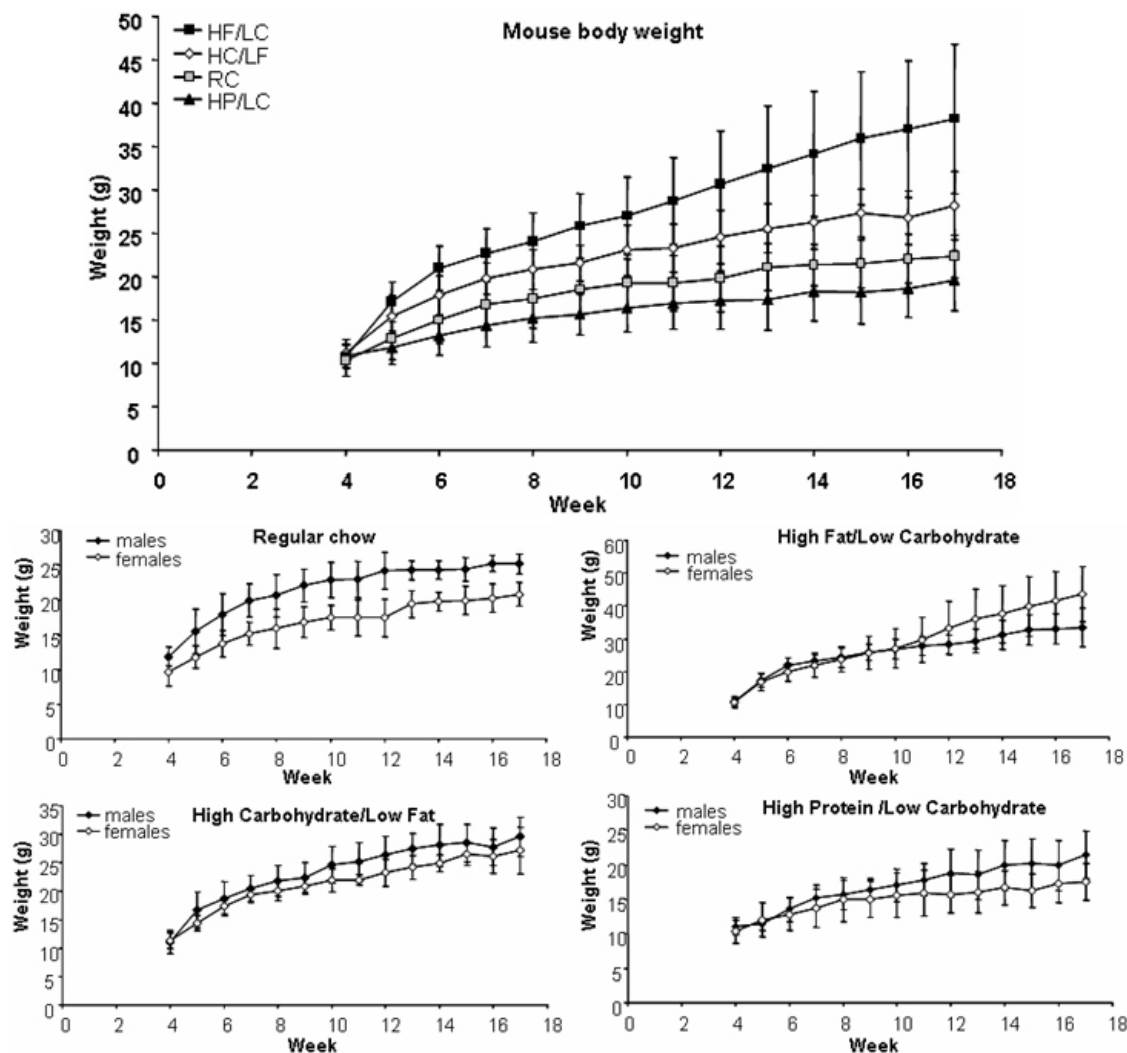 Mouse body weight
HF/LC
HC/LF
RC
HP/LC
Weight (g)
50
45
40
35
30
25
20
15
10
5
0
0 2 4 6 8 10 12 14 16 18
Week
Regular chow
males
females
Weight (g)
30
25
20
15
10
5
0
0 2 4 6 8 10 12 14 16 18
Week
High Fat/Low Carbohydrate
males
females
Weight (g)
60
50
40
30
20
10
0
0 2 4 6 8 10 12 14 16 18
Week
High Carbohydrate/Low Fat
males
females
Weight (g)
35
30
25
20
15
10
5
0
0 2 4 6 8 10 12 14 16 18
Week
High Protein /Low Carbohydrate
males
females
Weight (g)
30
25
20
15
10
5
0
0 2 4 6 8 10 12 14 16 18
Week